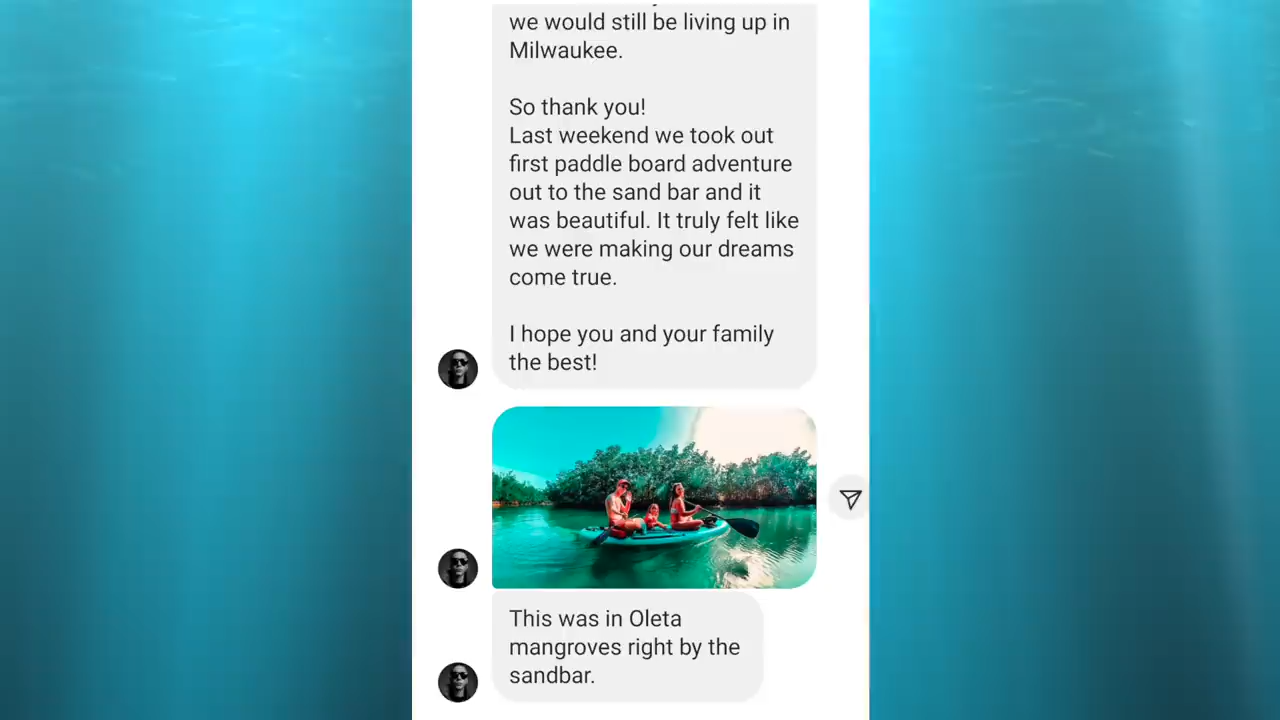 we would still be living up in
Milwaukee.
So thank you!
Last weekend we took out
first paddle board adventure
out to the sand bar and it
was beautiful. It truly felt like
we were making our dreams
come true.
I hope you and your family
the best!
This was in Oleta
mangroves right by the
sandbar.